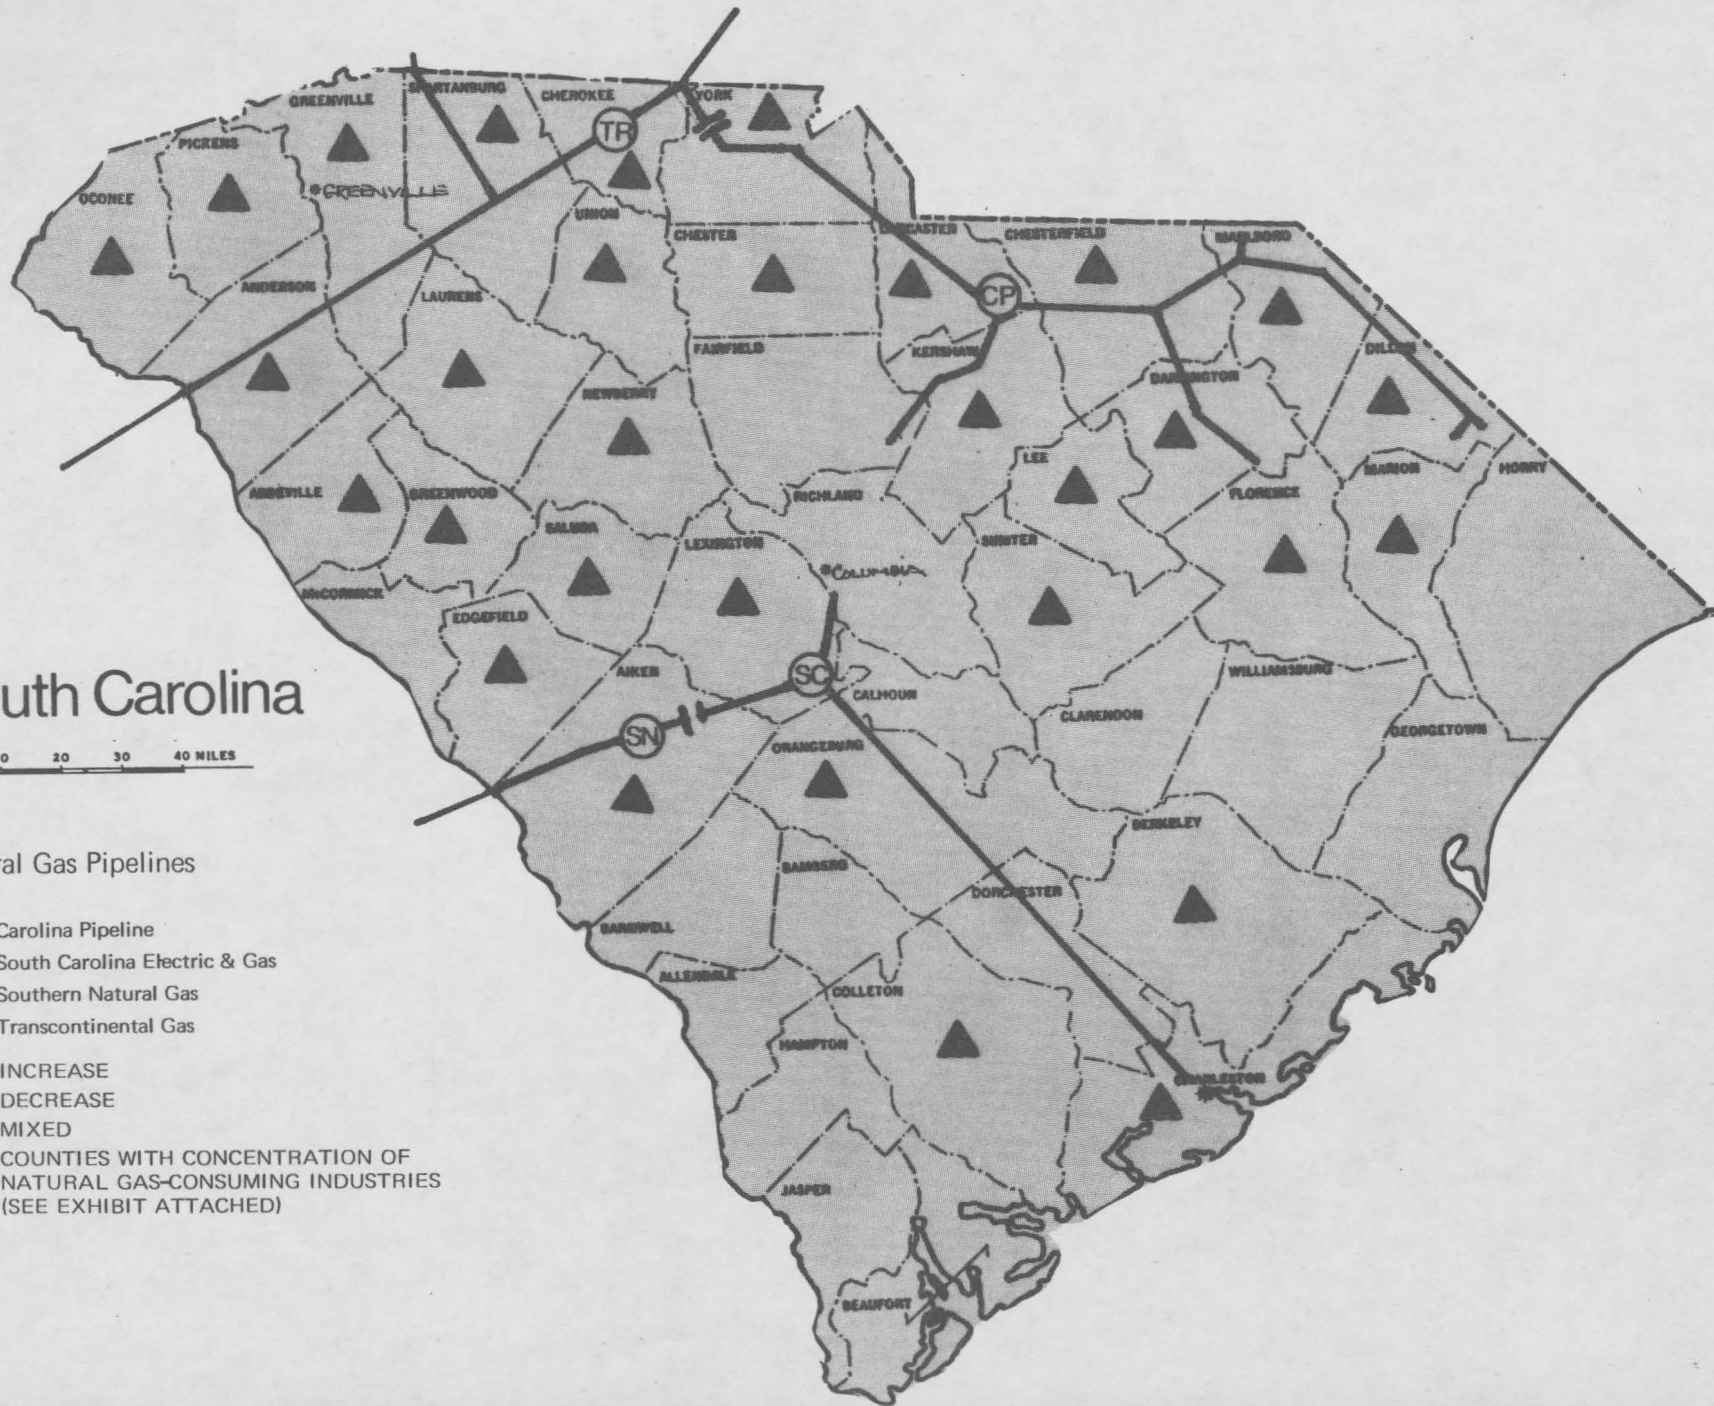 SPARTANBURG
CHEROKEE
YORK
GREENVILLE
TR
PICKENS
OCONEE
GREENVILLE
UNION
CHESTER
LANCASTER
CHESTERFIELD
MARLBORO
ANDERSON
LAURENS
CP
FAIRFIELD
KERSHAW
DILLON
DARLINGTON
NEWBERRY
LEE
MARION
HORRY
ABBEVILLE
GREENWOOD
RICHLAND
FLORENCE
SALUDA
LEXINGTON
SUMTER
*COLUMBIA
McCORMICK
EDGEFIELD
AIKEN
SC
CALHOUN
WILLIAMSBURG
uth Carolina
CLARENDON
GEORGETOWN
SN
ORANGEBURG
0 20 30 40 MILES
BERKELEY
ral Gas Pipelines
BAMBERG
DORCHESTER
BARNWELL
Carolina Pipeline
South Carolina Electric & Gas
ALLENDALE
COLLETON
Southern Natural Gas
Transcontinental Gas
HAMPTON
INCREASE
CHARLESTON
DECREASE
MIXED
COUNTIES WITH CONCENTRATION OF
NATURAL GAS-CONSUMING INDUSTRIES
(SEE EXHIBIT ATTACHED)
JASPER
BEAUFORT